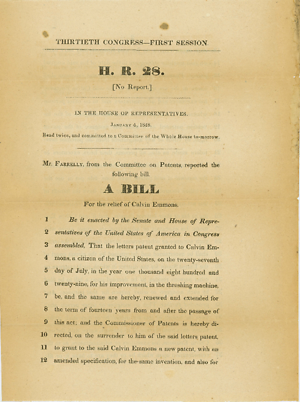 THIRTIETH CONGRESS—FIRST SESSION
H. R. 28.
[No Report.]
IN THE HOUSE OF REPRESENTATIVES.
JANUARY 6, 1848.
Read twice, and committed to a Committee of the Whole House to-morrow.
Mr. FARRELLY, from the Committee on Patents, reported the
following bill:
A BILL
For the relief of Calvin Emmons.
1 Be it enacted by the Senate and House of Repre-
2 sentatives of the United States of America in Congress
3 assembled, That the letters patent granted to Calvin Em-
4 mons, a citizen of the United States, on the twenty-seventh
5 day of July, in the year one thousand eight hundred and
6 twenty-nine, for his improvement, in the threshing machine,
7 be, and the same are hereby, renewed and extended for
8 the term of fourteen years from and after the passage of
9 this act; and the Commissioner of Patents is hereby di-
10 rected, on the surrender to him of the said letters patent,
11 to grant to the said Calvin Emmons a new patent, with an
12 amended specification, for the same invention, and also for